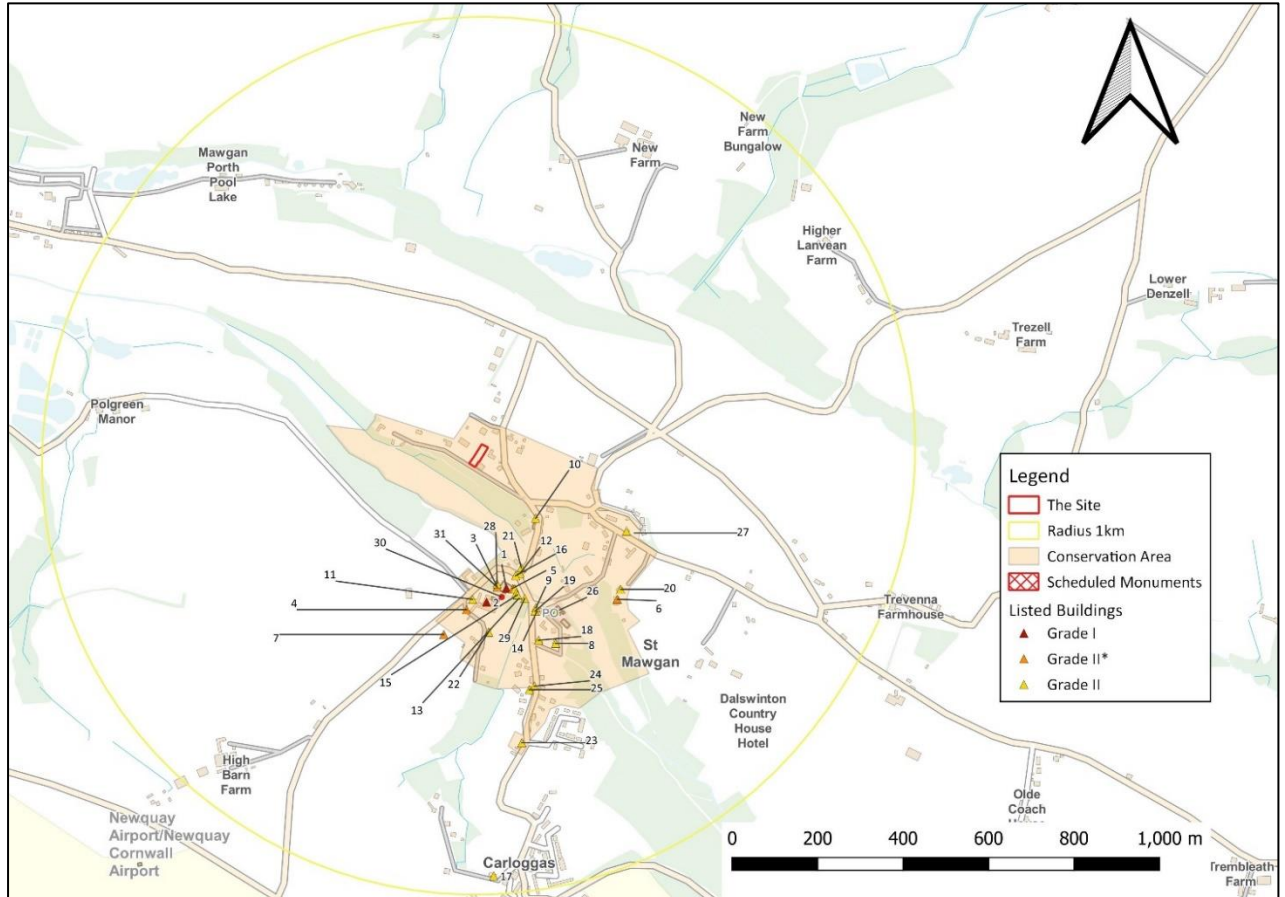 New
Farm
Bungalow
New
Farm
Mawgan
Porth
Pool
Lake
Higher
Lanvean
Farm
Lower
Denzell
Trezell
Farm
Polgreen
Manor
10
28
21
31
3
1
12
16
30
5
9
19
26
27
11
2
PO
20
4
6
7
18
8
St
Mawgan
Trevenna
Farmhouse
15
29
14
13
22
24
25
23
Dalswinton
Country
House
Hotel
High
Barn
Farm
Newquay
Airport/Newquay
Cornwall
Airport
Olde
Coach
Carloggas
17
Trembleath
Farm
Legend
The Site
Radius 1km
Conservation Area
Scheduled Monuments
Listed Buildings
Grade I
Grade II*
Grade II
0 200 400 600 800 1,000 m